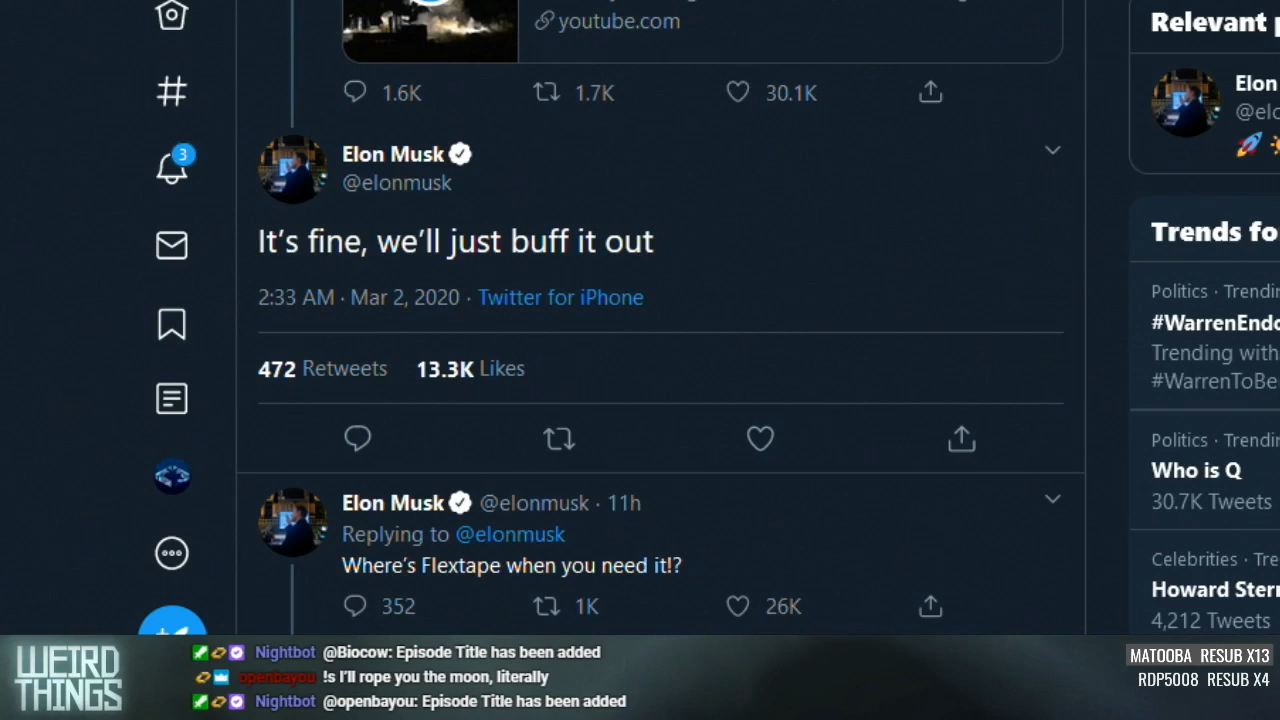 youtube.com
Relevant
1.6K 1.7K 30.1K
Elon
@elo
3
Elon Musk
@elonmusk
It's fine, we'll just buff it out
2:33 AM · Mar 2, 2020 · Twitter for iPhone
472 Retweets 13.3K Likes
Trends fo
Politics · Trendin
#WarrenEndo
Trending with
#WarrenToBe
Politics · Trendin
Who is Q
30.7K Tweets
Celebrities · Tre
Howard Stern
4,212 Tweets
Elon Musk @elonmusk · 11h
Replying to @elonmusk
Where's Flextape when you need it!?
352 1K 26K
WEIRD
THINGS
Nightbot @Biocow: Episode Title has been added
openbayou !s I'll rope you the moon, literally
Nightbot @openbayou: Episode Title has been added
MATOOBA RESUB X13
RDP5008 RESUB X4